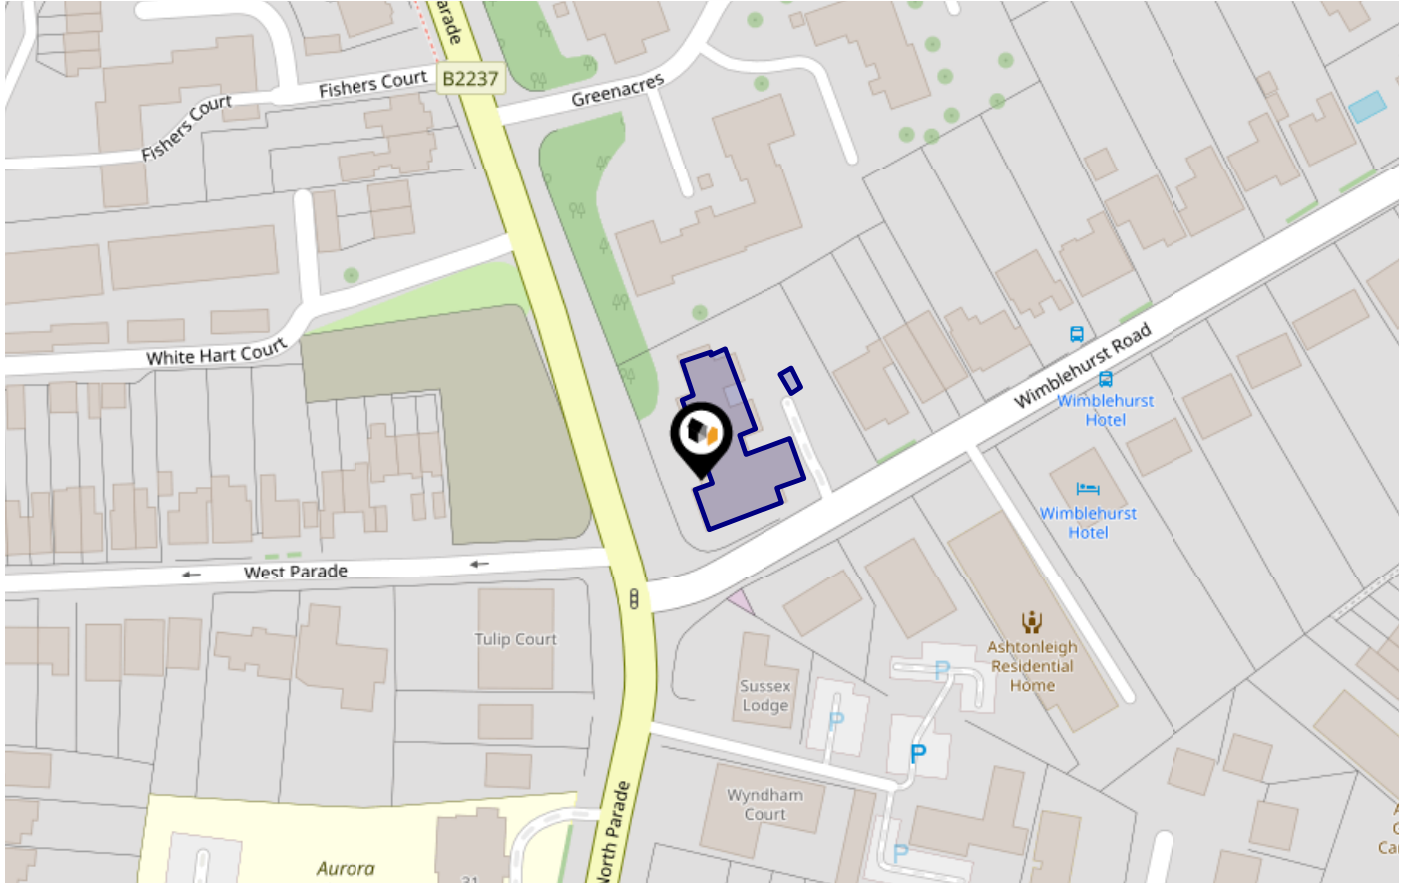 arade
B2237
Fishers Court
Fishers Court
Greenacres
White Hart Court
Wimblehurst Road
Wimblehurst
Hotel
Wimblehurst
Hotel
West Parade
Tulip Court
Ashtonleigh
Residential
Home
P
Sussex
Lodge
P
P
Wyndham
Court
North Parade
P
Aurora
31
A
C
Ca